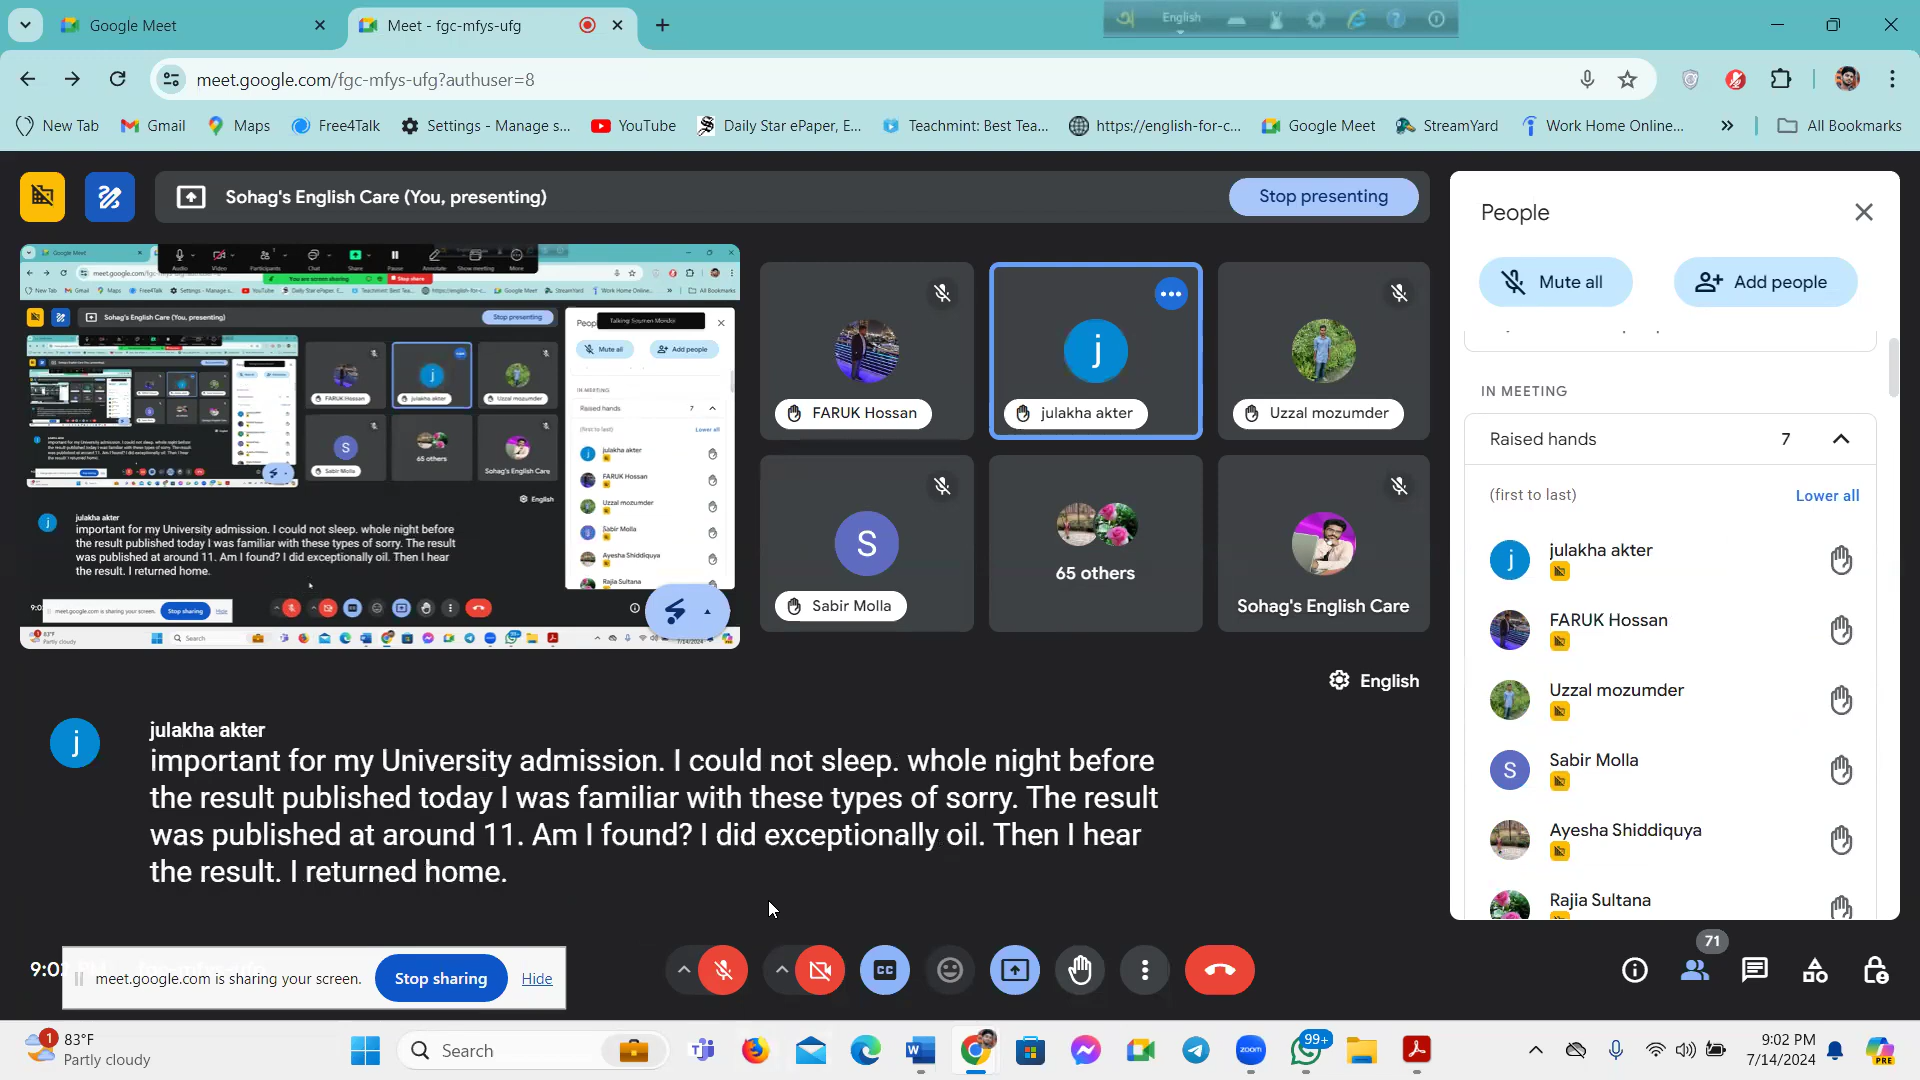 Google Meet
Meet - fgc-mfys-ufg
English
meet.google.com/fgc-mfys-ufg?authuser=8
New Tab
Gmail
Maps
Free4Talk
Settings - Manage s...
YouTube
Daily Star ePaper, E...
Teachmint: Best Tea...
https://english-for-c...
Google Meet
StreamYard
Work Home Online...
All Bookmarks
Sohag's English Care (You, presenting)
Stop presenting
People
Mute all
Add people
IN MEETING
Raised hands 7
(first to last) Lower all
julakha akter
FARUK Hossan
Uzzal mozumder
Sabir Molla
Ayesha Shiddiquya
Rajia Sultana
FARUK Hossan
julakha akter
Uzzal mozumder
S
Sabir Molla
65 others
Sohag's English Care
English
julakha akter
important for my University admission. I could not sleep. whole night before
the result published today I was familiar with these types of sorry. The result
was published at around 11. Am I found? I did exceptionally oil. Then I hear
the result. I returned home.
meet.google.com is sharing your screen.
Stop sharing
Hide
71
83°F
Partly cloudy
Search
99+
9:02 PM
7/14/2024